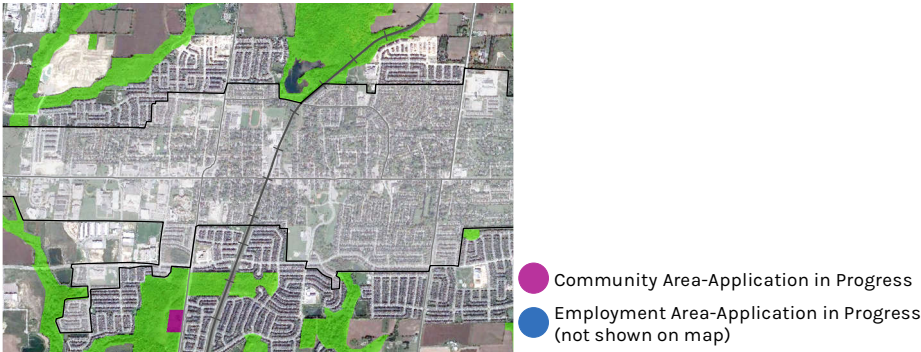 Community Area-Application in Progress
Employment Area-Application in Progress
(not shown on map)